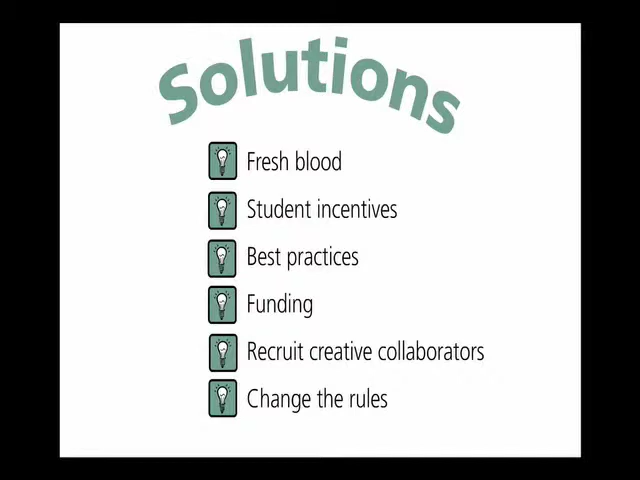 Solutions
Fresh blood
Student incentives
Best practices
Funding
Recruit creative collaborators
Change the rules